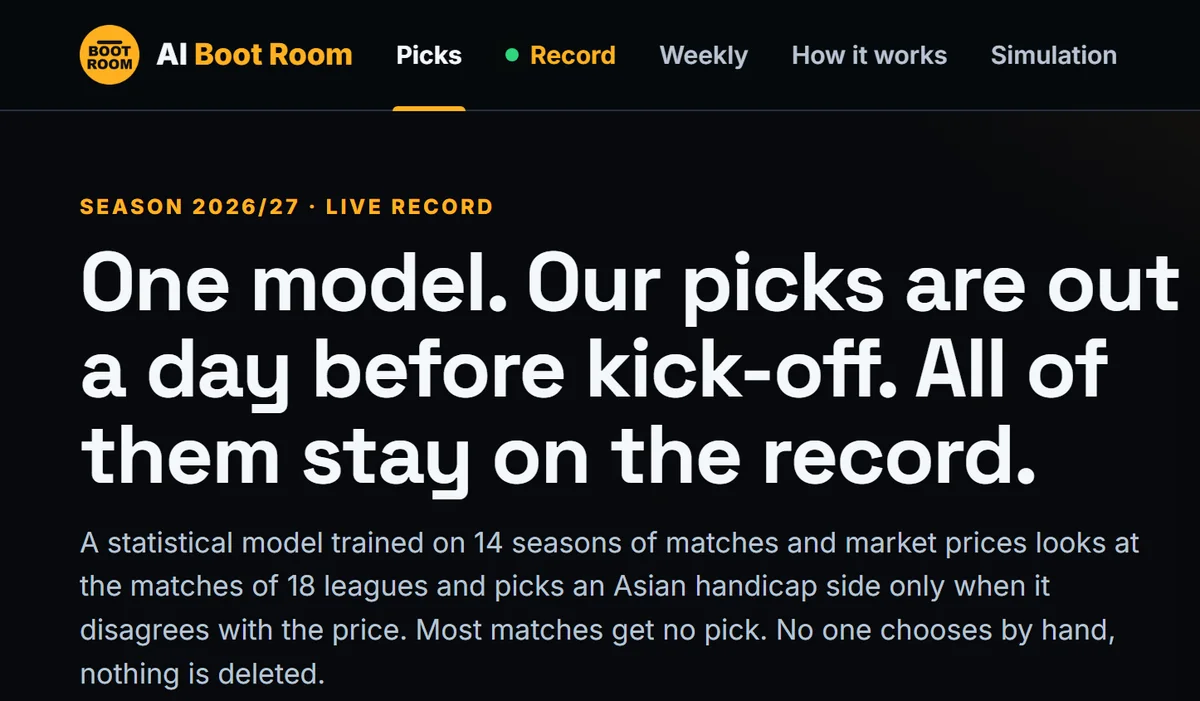 BOOT
ROOM
AI Boot Room
Picks
Record
Weekly
How it works
Simulation
SEASON 2026/27 · LIVE RECORD
One model. Our picks are out
a day before kick-off. All of
them stay on the record.
A statistical model trained on 14 seasons of matches and market prices looks at
the matches of 18 leagues and picks an Asian handicap side only when it
disagrees with the price. Most matches get no pick. No one chooses by hand,
nothing is deleted.